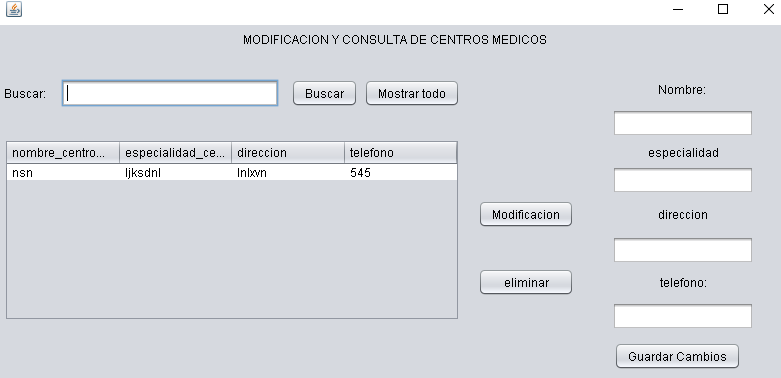 MODIFICACION Y CONSULTA DE CENTROS MEDICOS
Buscar:
Buscar
Mostrar todo
nombre_centro... especialidad_ce... direccion telefono
nsn ljksdnl lnlxvn 545
Modificacion
eliminar
Nombre:
especialidad
direccion
telefono:
Guardar Cambios